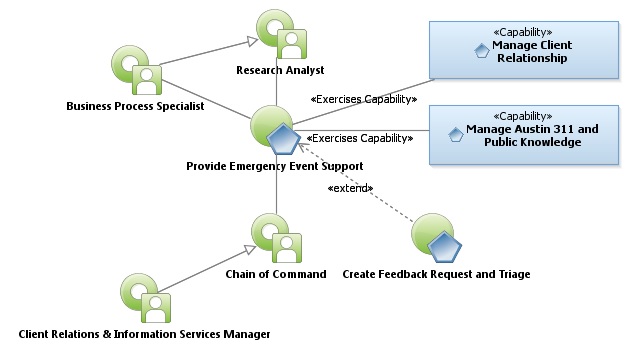 «Capability»
Manage Client
Relationship
Research Analyst
Business Process Specialist
«Exercises Capability»
«Capability»
Manage Austin 311 and
Public Knowledge
«Exercises Capability»
Provide Emergency Event Support
«extend»
Chain of Command
Create Feedback Request and Triage
Client Relations & Information Services Manager